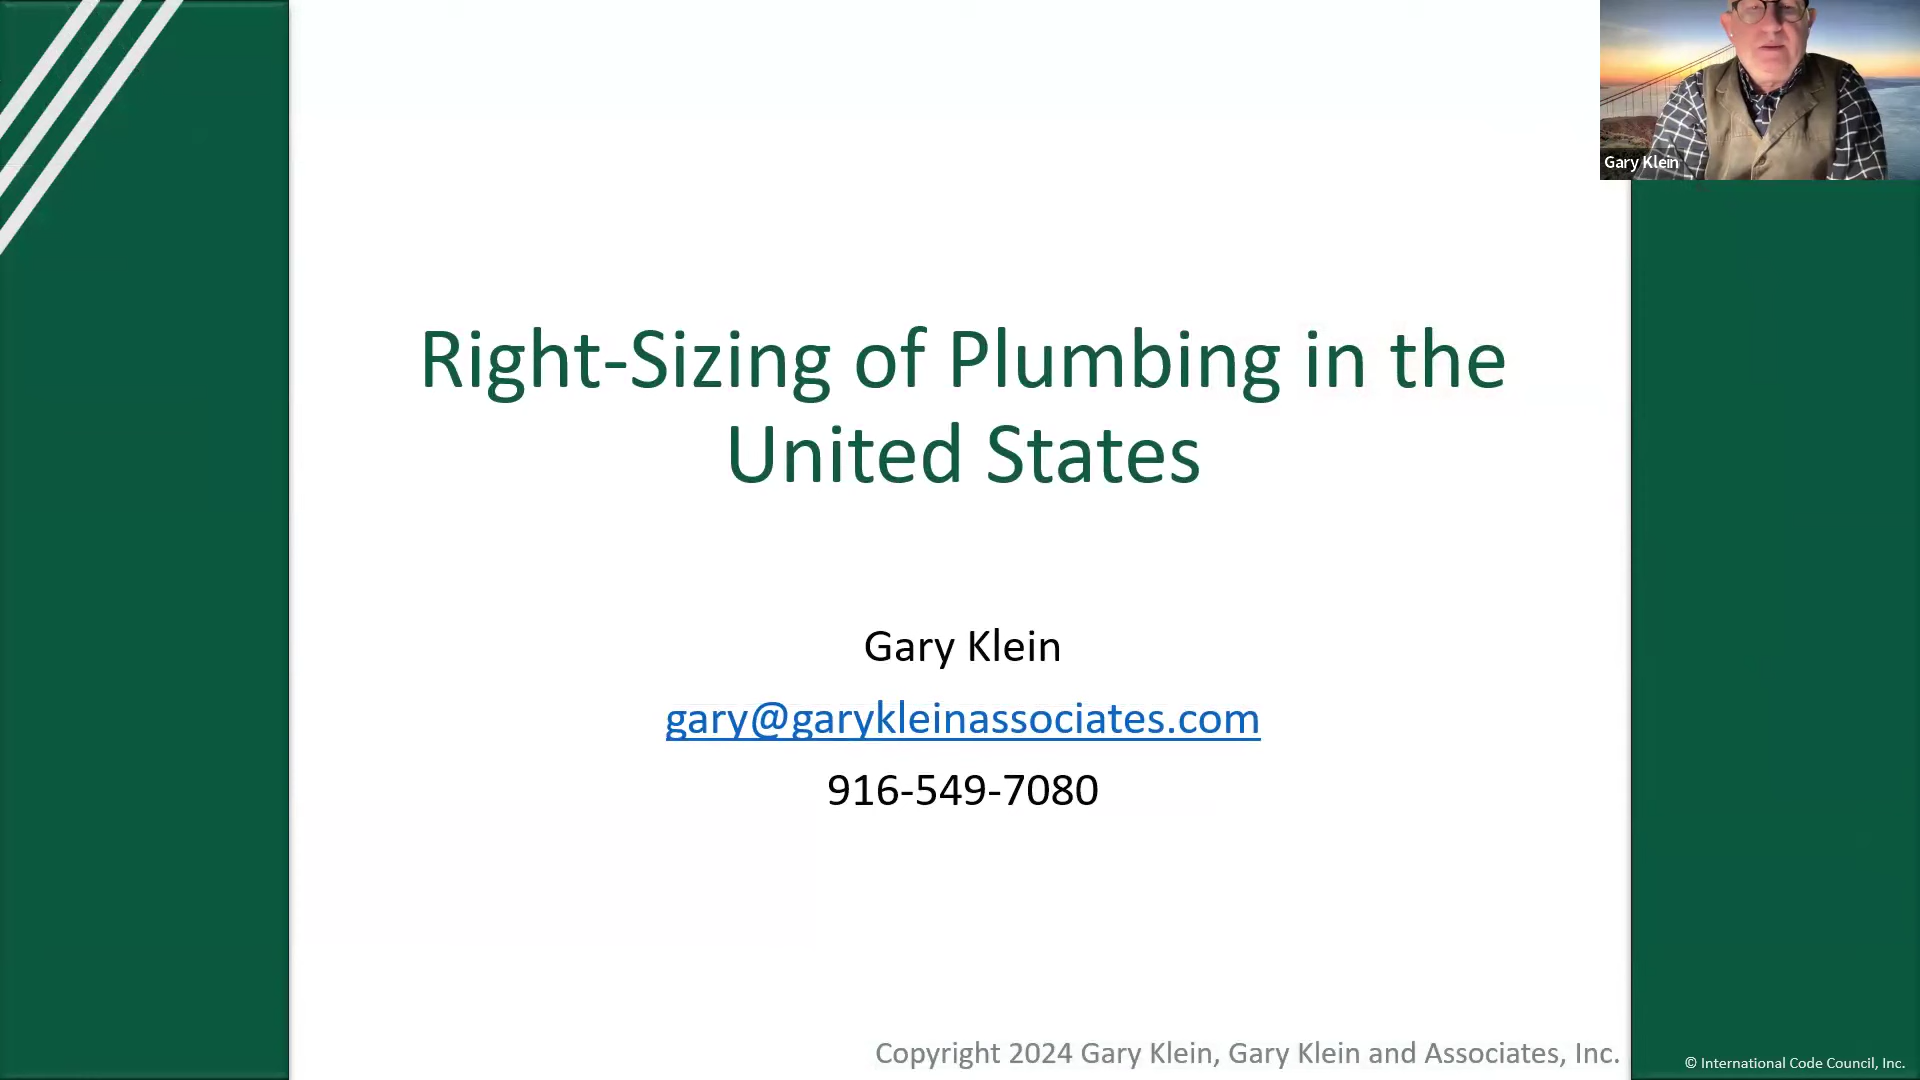 Gary Klein
Right-Sizing of Plumbing in the
United States
Gary Klein
gary@garykleinassociates.com
916-549-7080
Copyright 2024 Gary Klein, Gary Klein and Associates, Inc.
© International Code Council, Inc.